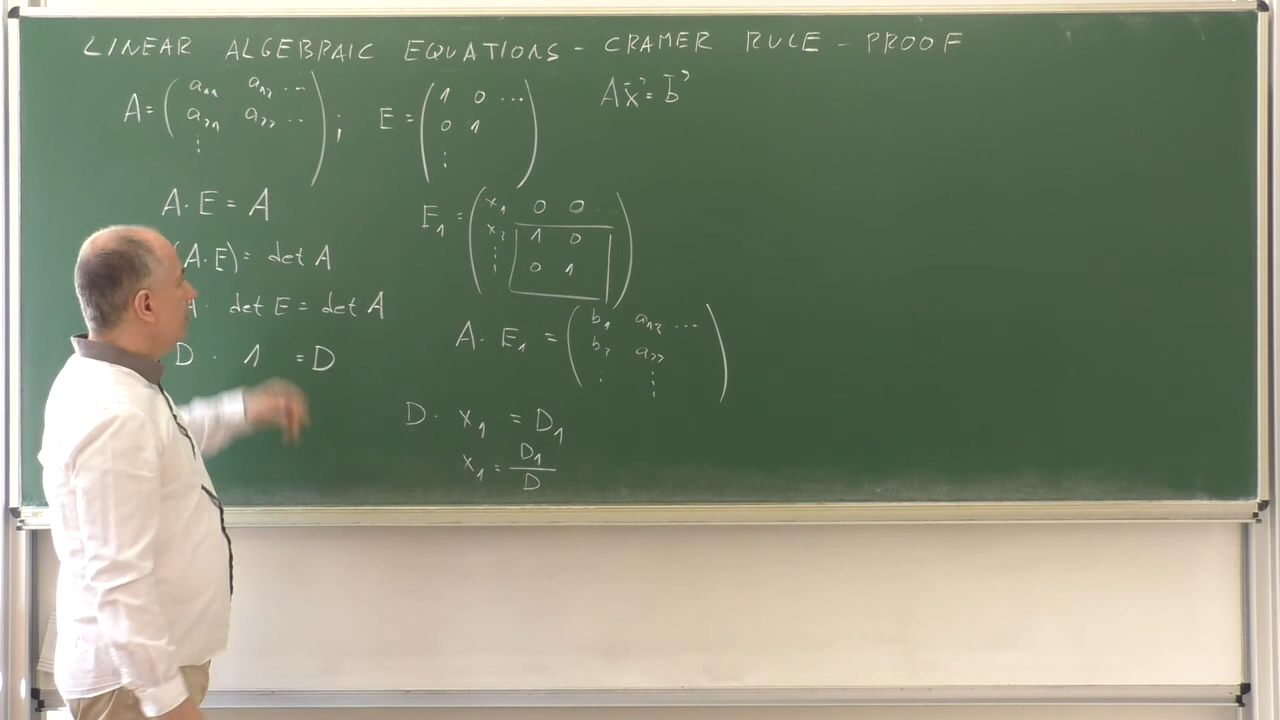 LINEAR ALGEBRAIC EQUATIONS - CRAMER RULE - PROOF
A = ( a₁₁ a₁₂ ...
a₂₁ a₂₂ ..
⋮ ) ;
E = ( 1 0 ...
0 1
⋮ )
A x⃗ = b⃗
A · E = A
(A · E) = det A
A · det E = det A
D · 1 = D
E₁ = ( x₁ 0 0 ...
x₂ 1 0
⋮ 0 1 )
A · E₁ = ( b₁ a₁₂ ...
b₂ a₂₂
⋮ ⋮ )
D · x₁ = D₁
x₁ = D₁ / D